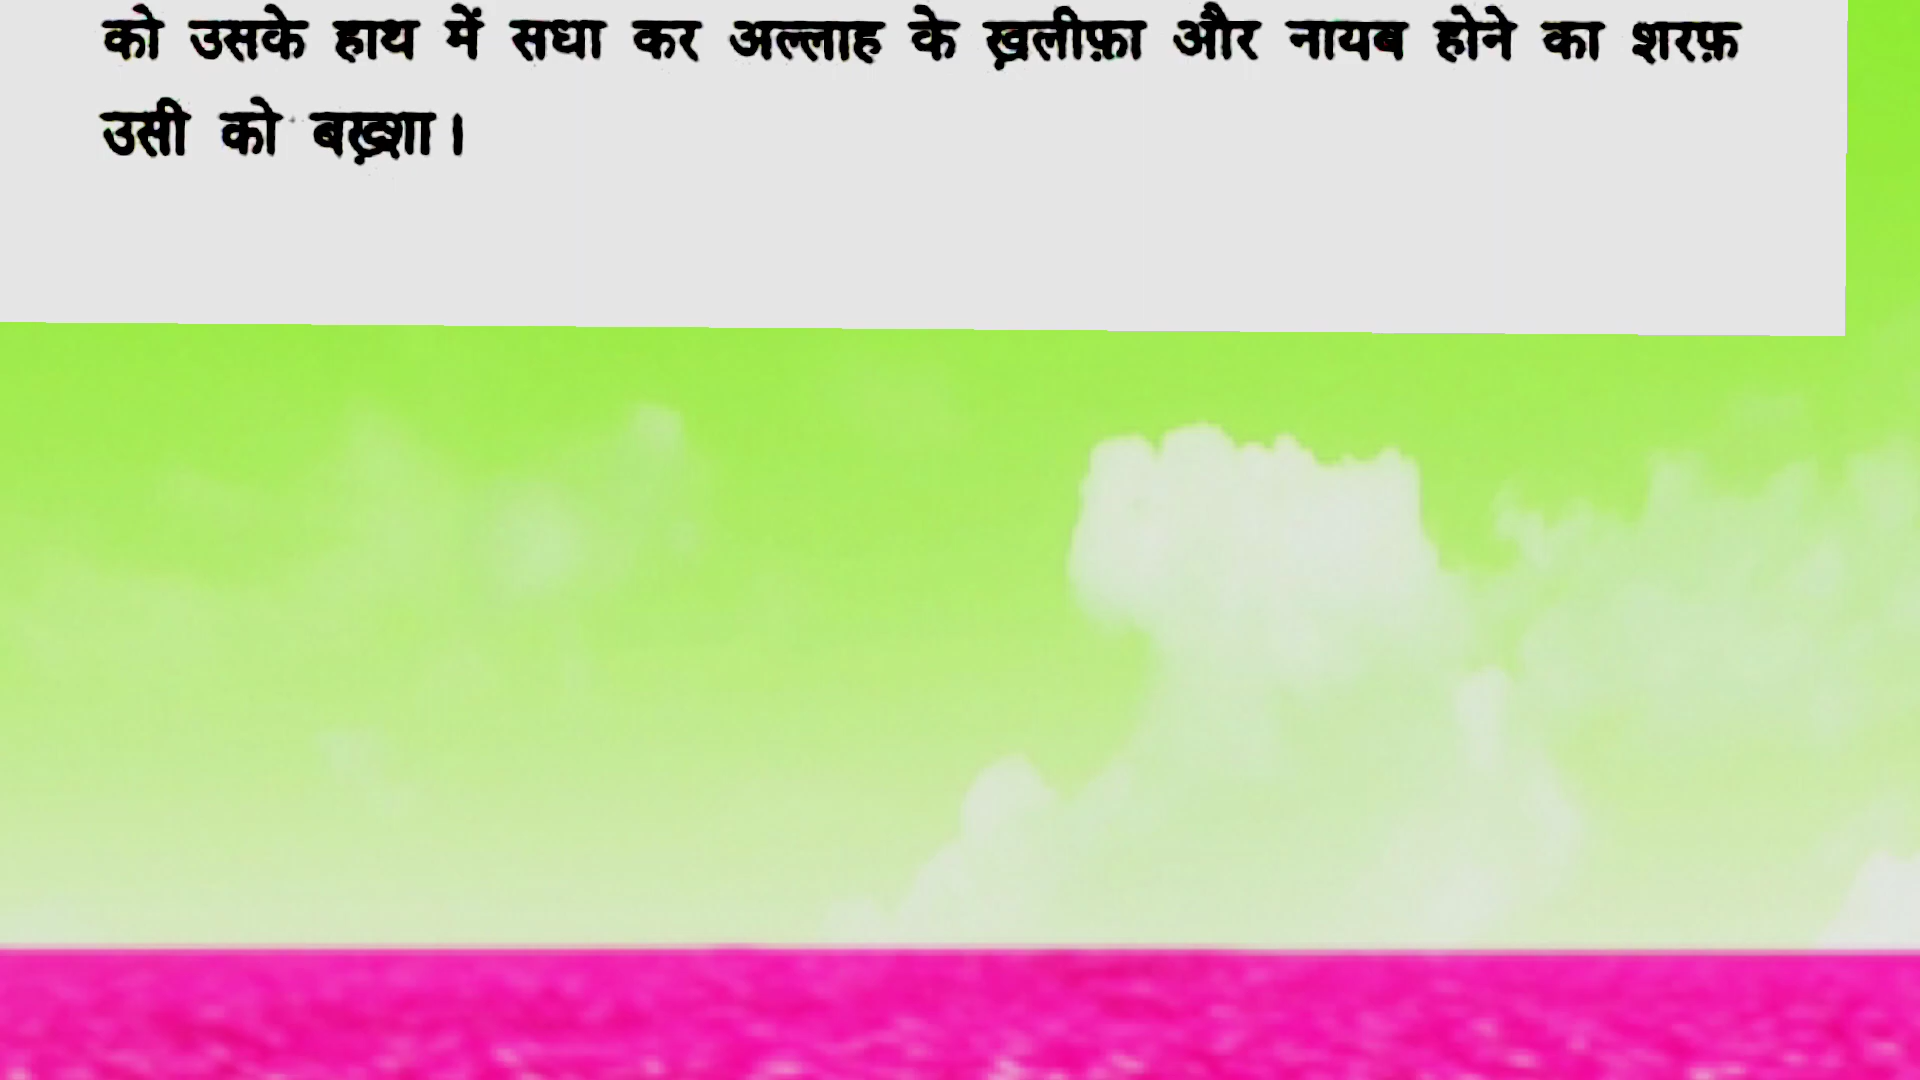 को उसके हाथ में सधा कर अल्लाह के ख़लीफ़ा और नायब होने का शरफ़
उसी को बख़्शा।